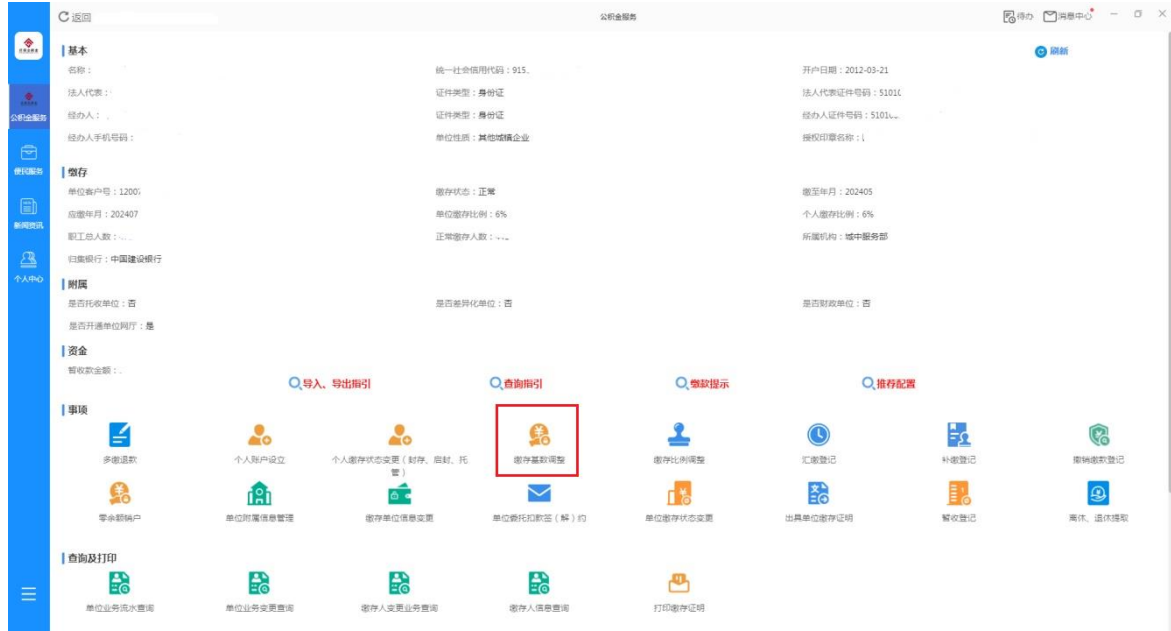 返回
公积金服务
待办 消息中心
公积金服务
便民服务
新闻资讯
个人中心
基本
刷新
名称：
统一社会信用代码：915.
开户日期：2012-03-21
法人代表：
证件类型：身份证
法人代表证件号码：5101
经办人：
证件类型：身份证
经办人证件号码：5101
经办人手机号码：
单位性质：其他城镇企业
授权印章名称：
缴存
单位客户号：1200
缴存状态：正常
缴至年月：202405
应缴年月：202407
单位缴存比例：6%
个人缴存比例：6%
职工总人数：
正常缴存人数：
所属机构：城中服务部
归集银行：中国建设银行
附属
是否托收单位：否
是否差异化单位：否
是否财政单位：否
是否开通单位网厅：是
资金
暂收款金额：
导入、导出指引
查询指引
缴款提示
推荐配置
事项
多缴退款
个人账户设立
个人缴存状态变更（封存、启封、托
管）
缴存基数调整
缴存比例调整
汇缴登记
补缴登记
撤销缴款登记
零余额销户
单位附属信息管理
缴存单位信息变更
单位委托扣款签（解）约
单位缴存状态变更
出具单位缴存证明
暂收登记
离休、退休提取
查询及打印
单位业务流水查询
单位业务变更查询
缴存人变更业务查询
缴存人信息查询
打印缴存证明